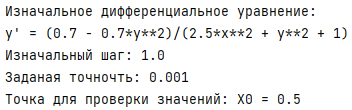 Изначальное дифференциальное уравнение:
y' = (0.7 - 0.7*y**2)/(2.5*x**2 + y**2 + 1)
Изначальный шаг: 1.0
Заданая точночть: 0.001
Точка для проверки значений: X0 = 0.5